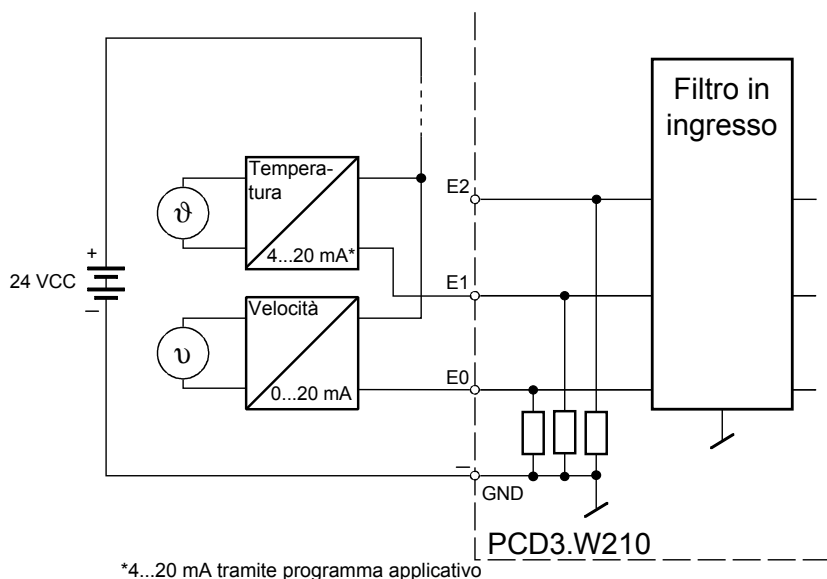 Filtro in
ingresso
Tempera-
tura
ϑ
4...20 mA*
E2
+
24 VCC
–
E1
Velocità
υ
0...20 mA
E0
–
GND
PCD3.W210
*4...20 mA tramite programma applicativo